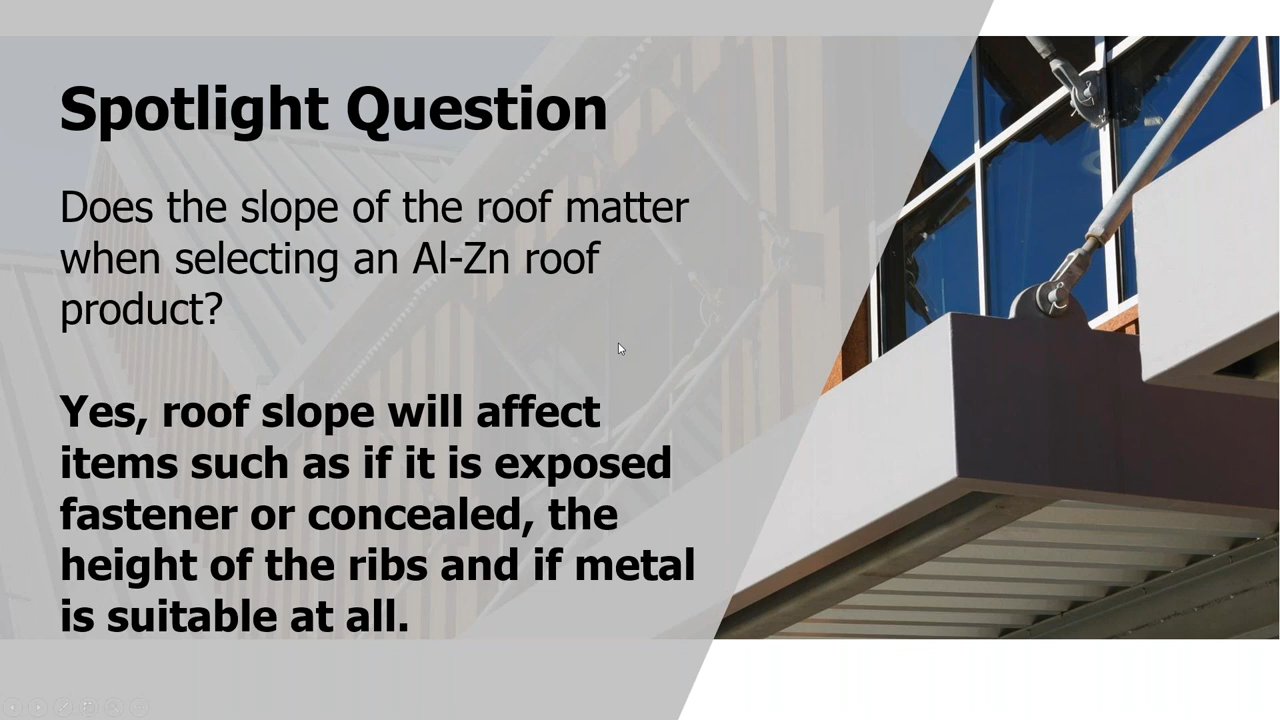 Spotlight Question
Does the slope of the roof matter
when selecting an Al-Zn roof
product?
Yes, roof slope will affect
items such as if it is exposed
fastener or concealed, the
height of the ribs and if metal
is suitable at all.